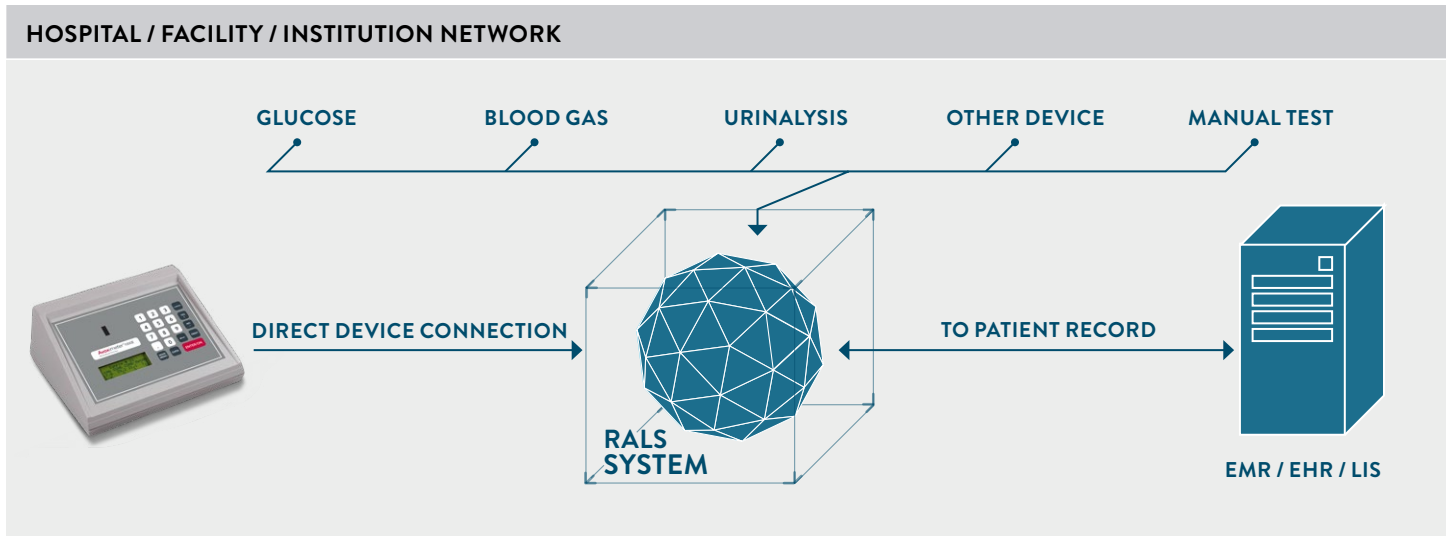 HOSPITAL / FACILITY / INSTITUTION NETWORK
GLUCOSE
BLOOD GAS
URINALYSIS
OTHER DEVICE
MANUAL TEST
DIRECT DEVICE CONNECTION
TO PATIENT RECORD
RALS
SYSTEM
EMR / EHR / LIS